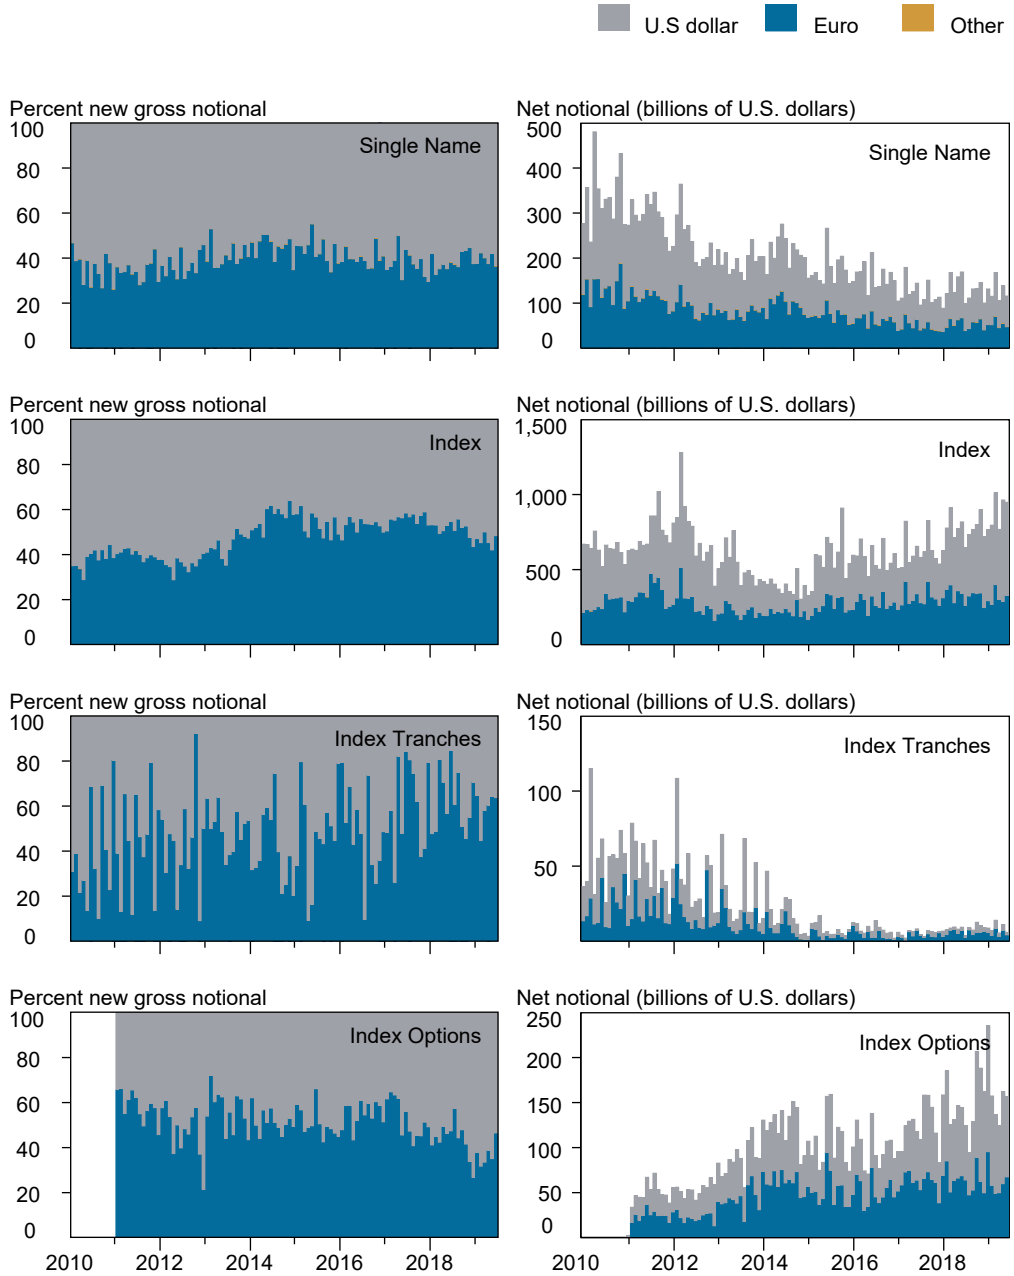 U.S dollar Euro Other
Percent new gross notional Net notional (billions of U.S. dollars)
100 500
Single Name Single Name
80 400
60 300
40 200
20 100
0 0
Percent new gross notional Net notional (billions of U.S. dollars)
100 1,500
Index Index
80
60 1,000
40 500
20
0 0
Percent new gross notional Net notional (billions of U.S. dollars)
100 150
Index Tranches Index Tranches
80
60 100
40 50
20
0
Percent new gross notional Net notional (billions of U.S. dollars)
100 250
Index Options Index Options
80 200
60 150
40 100
20 50
0 0
2010 2012 2014 2016 2018 2010 2012 2014 2016 2018